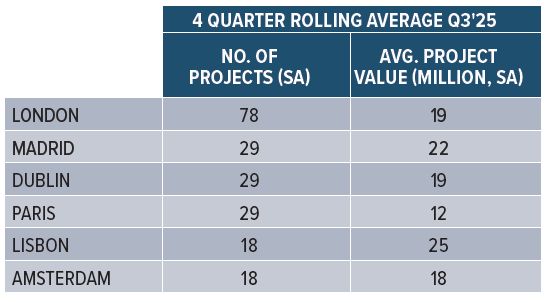 4 QUARTER ROLLING AVERAGE Q3'25
NO. OF PROJECTS (SA) AVG. PROJECT VALUE (MILLION, SA)
LONDON 78 19
MADRID 29 22
DUBLIN 29 19
PARIS 29 12
LISBON 18 25
AMSTERDAM 18 18